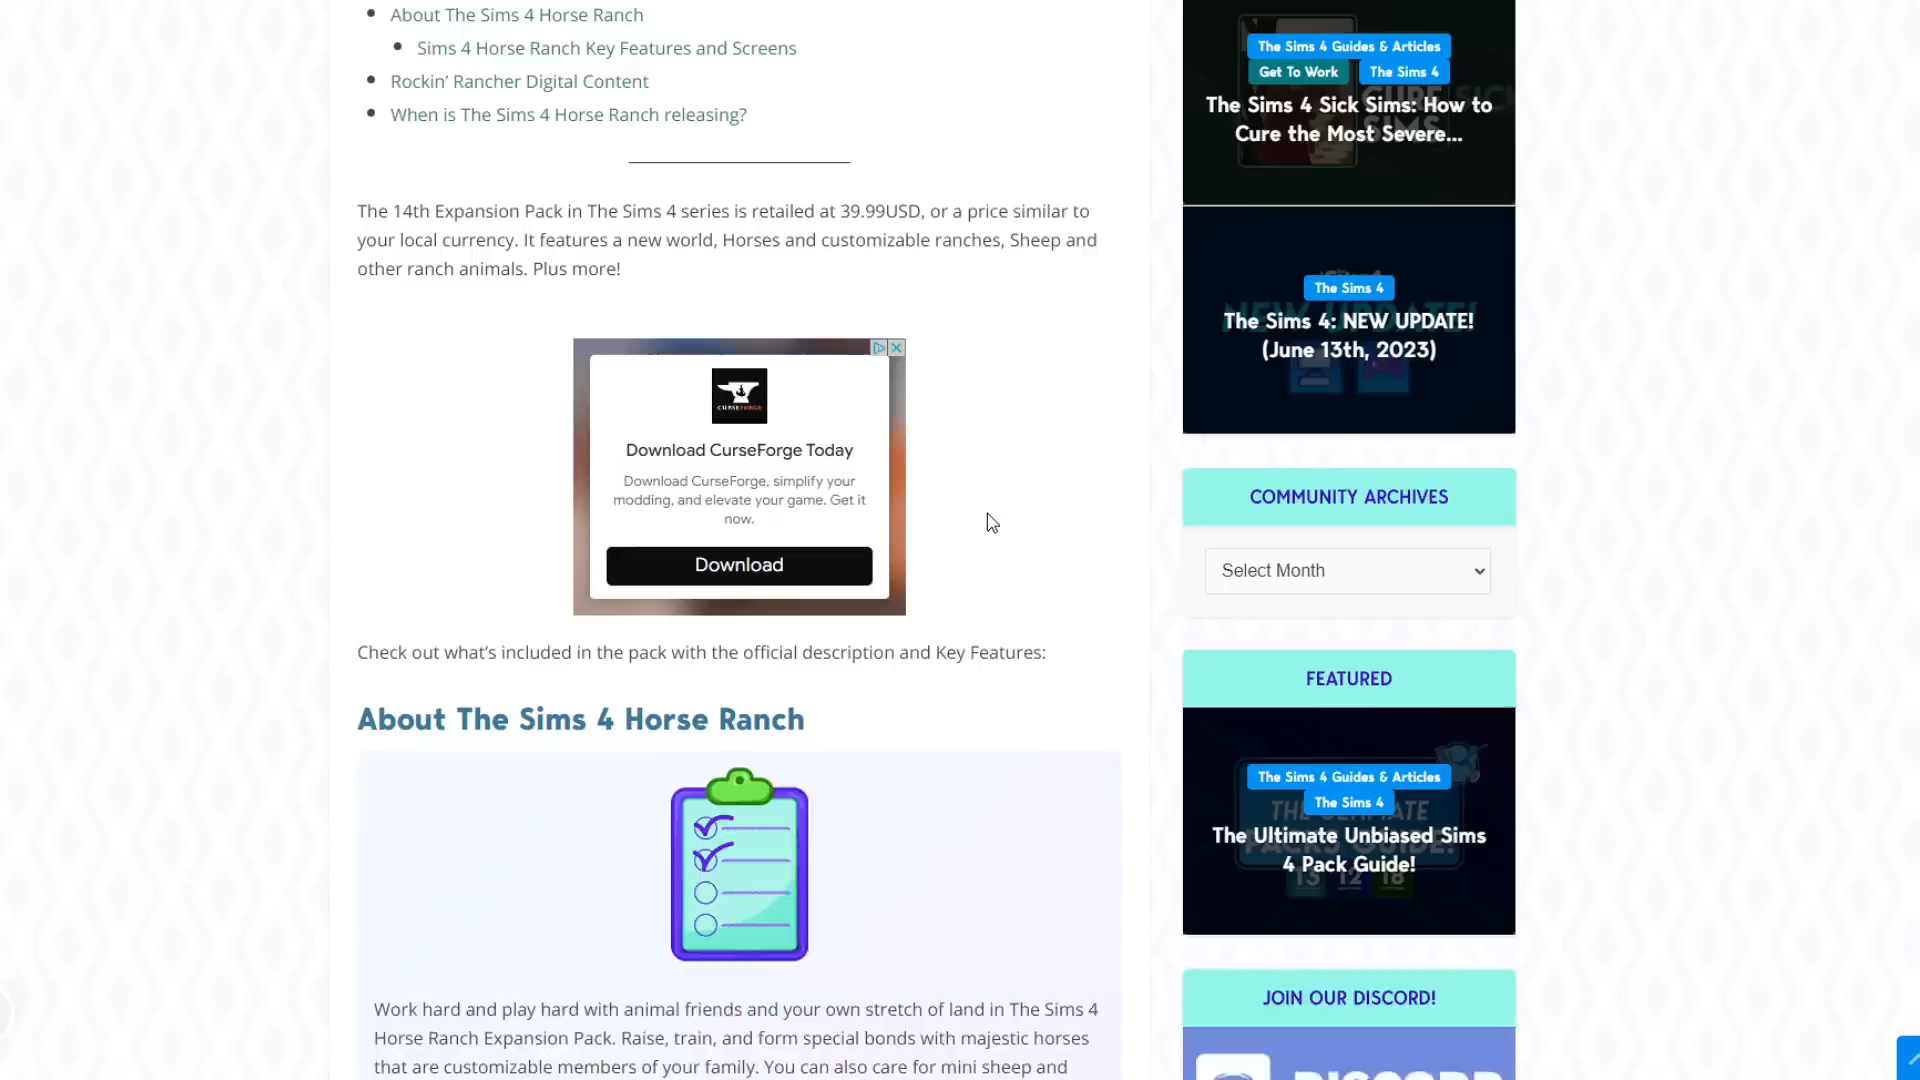 About The Sims 4 Horse Ranch
Sims 4 Horse Ranch Key Features and Screens
Rockin’ Rancher Digital Content
When is The Sims 4 Horse Ranch releasing?
The 14th Expansion Pack in The Sims 4 series is retailed at 39.99USD, or a price similar to
your local currency. It features a new world, Horses and customizable ranches, Sheep and
other ranch animals. Plus more!
CURSEFORGE
Download CurseForge Today
Download CurseForge, simplify your
modding, and elevate your game. Get it
now.
Download
Check out what’s included in the pack with the official description and Key Features:
About The Sims 4 Horse Ranch
Work hard and play hard with animal friends and your own stretch of land in The Sims 4
Horse Ranch Expansion Pack. Raise, train, and form special bonds with majestic horses
that are customizable members of your family. You can also care for mini sheep and
The Sims 4 Guides & Articles
Get To Work
The Sims 4
The Sims 4 Sick Sims: How to
Cure the Most Severe...
The Sims 4
NEW UPDATE!
The Sims 4: NEW UPDATE!
(June 13th, 2023)
COMMUNITY ARCHIVES
Select Month
FEATURED
The Sims 4 Guides & Articles
The Sims 4
The Ultimate Unbiased Sims
4 Pack Guide!
13 12 18
JOIN OUR DISCORD!
DISCORD